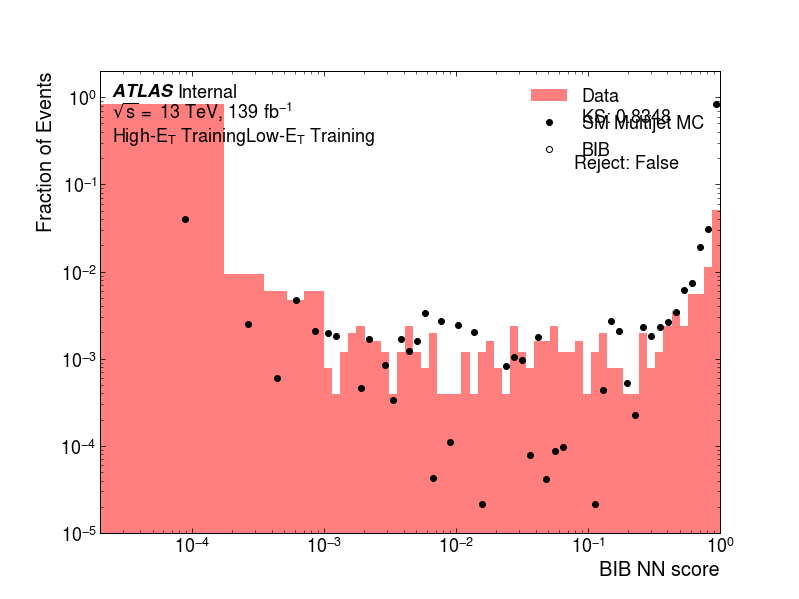 ATLAS Internal
√s = 13 TeV, 139 fb⁻¹
High-E_T TrainingLow-E_T Training
Data
KS: 0.8348
SM Multijet MC
BIB
Reject: False
Fraction of Events
10⁰
10⁻¹
10⁻²
10⁻³
10⁻⁴
10⁻⁵
10⁻⁴
10⁻³
10⁻²
10⁻¹
10⁰
BIB NN score